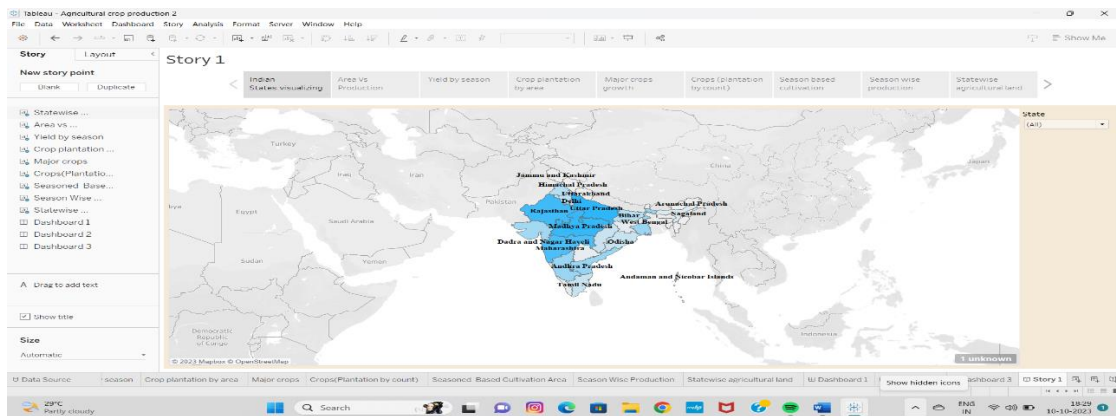 Tableau - Agricultural crop production 2
File Data Worksheet Dashboard Story Analysis Format Server Window Help
Show Me
Story Layout
New story point
Blank Duplicate
Statewise ...
Area vs ...
Yield by season
Crop plantation ...
Major crops
Crops(Plantatio...
Seasoned Base...
Season Wise ...
Statewise ...
Dashboard 1
Dashboard 2
Dashboard 3
A Drag to add text
Show title
Size
Automatic
Story 1
Indian States visualizing
Area Vs Production
Yield by season
Crop plantation by area
Major crops growth
Crops (plantation by count)
Season based cultivation
Season wise production
Statewise agricultural land
State
(All)
Turkey
China
Japan
Iraq
Iran
Pakistan
Egypt
Saudi Arabia
Sudan
Yemen
Democratic Republic of Congo
Indonesia
Jammu and Kashmir
Himachal Pradesh
Uttarakhand
Delhi
Arunachal Pradesh
Rajasthan
Uttar Pradesh
Bihar
Nagaland
West Bengal
Madhya Pradesh
Dadra and Nagar Haveli
Odisha
Maharashtra
Andhra Pradesh
Andaman and Nicobar Islands
Tamil Nadu
© 2023 Mapbox © OpenStreetMap
1 unknown
Data Source season Crop plantation by area Major crops Crops(Plantation by count) Seasoned Based Cultivation Area Season Wise Production Statewise agricultural land Dashboard 1 Show hidden icons ashboard 3 Story 1
29°C
Partly cloudy
Search
ENG
IN
18:29
10-10-2023